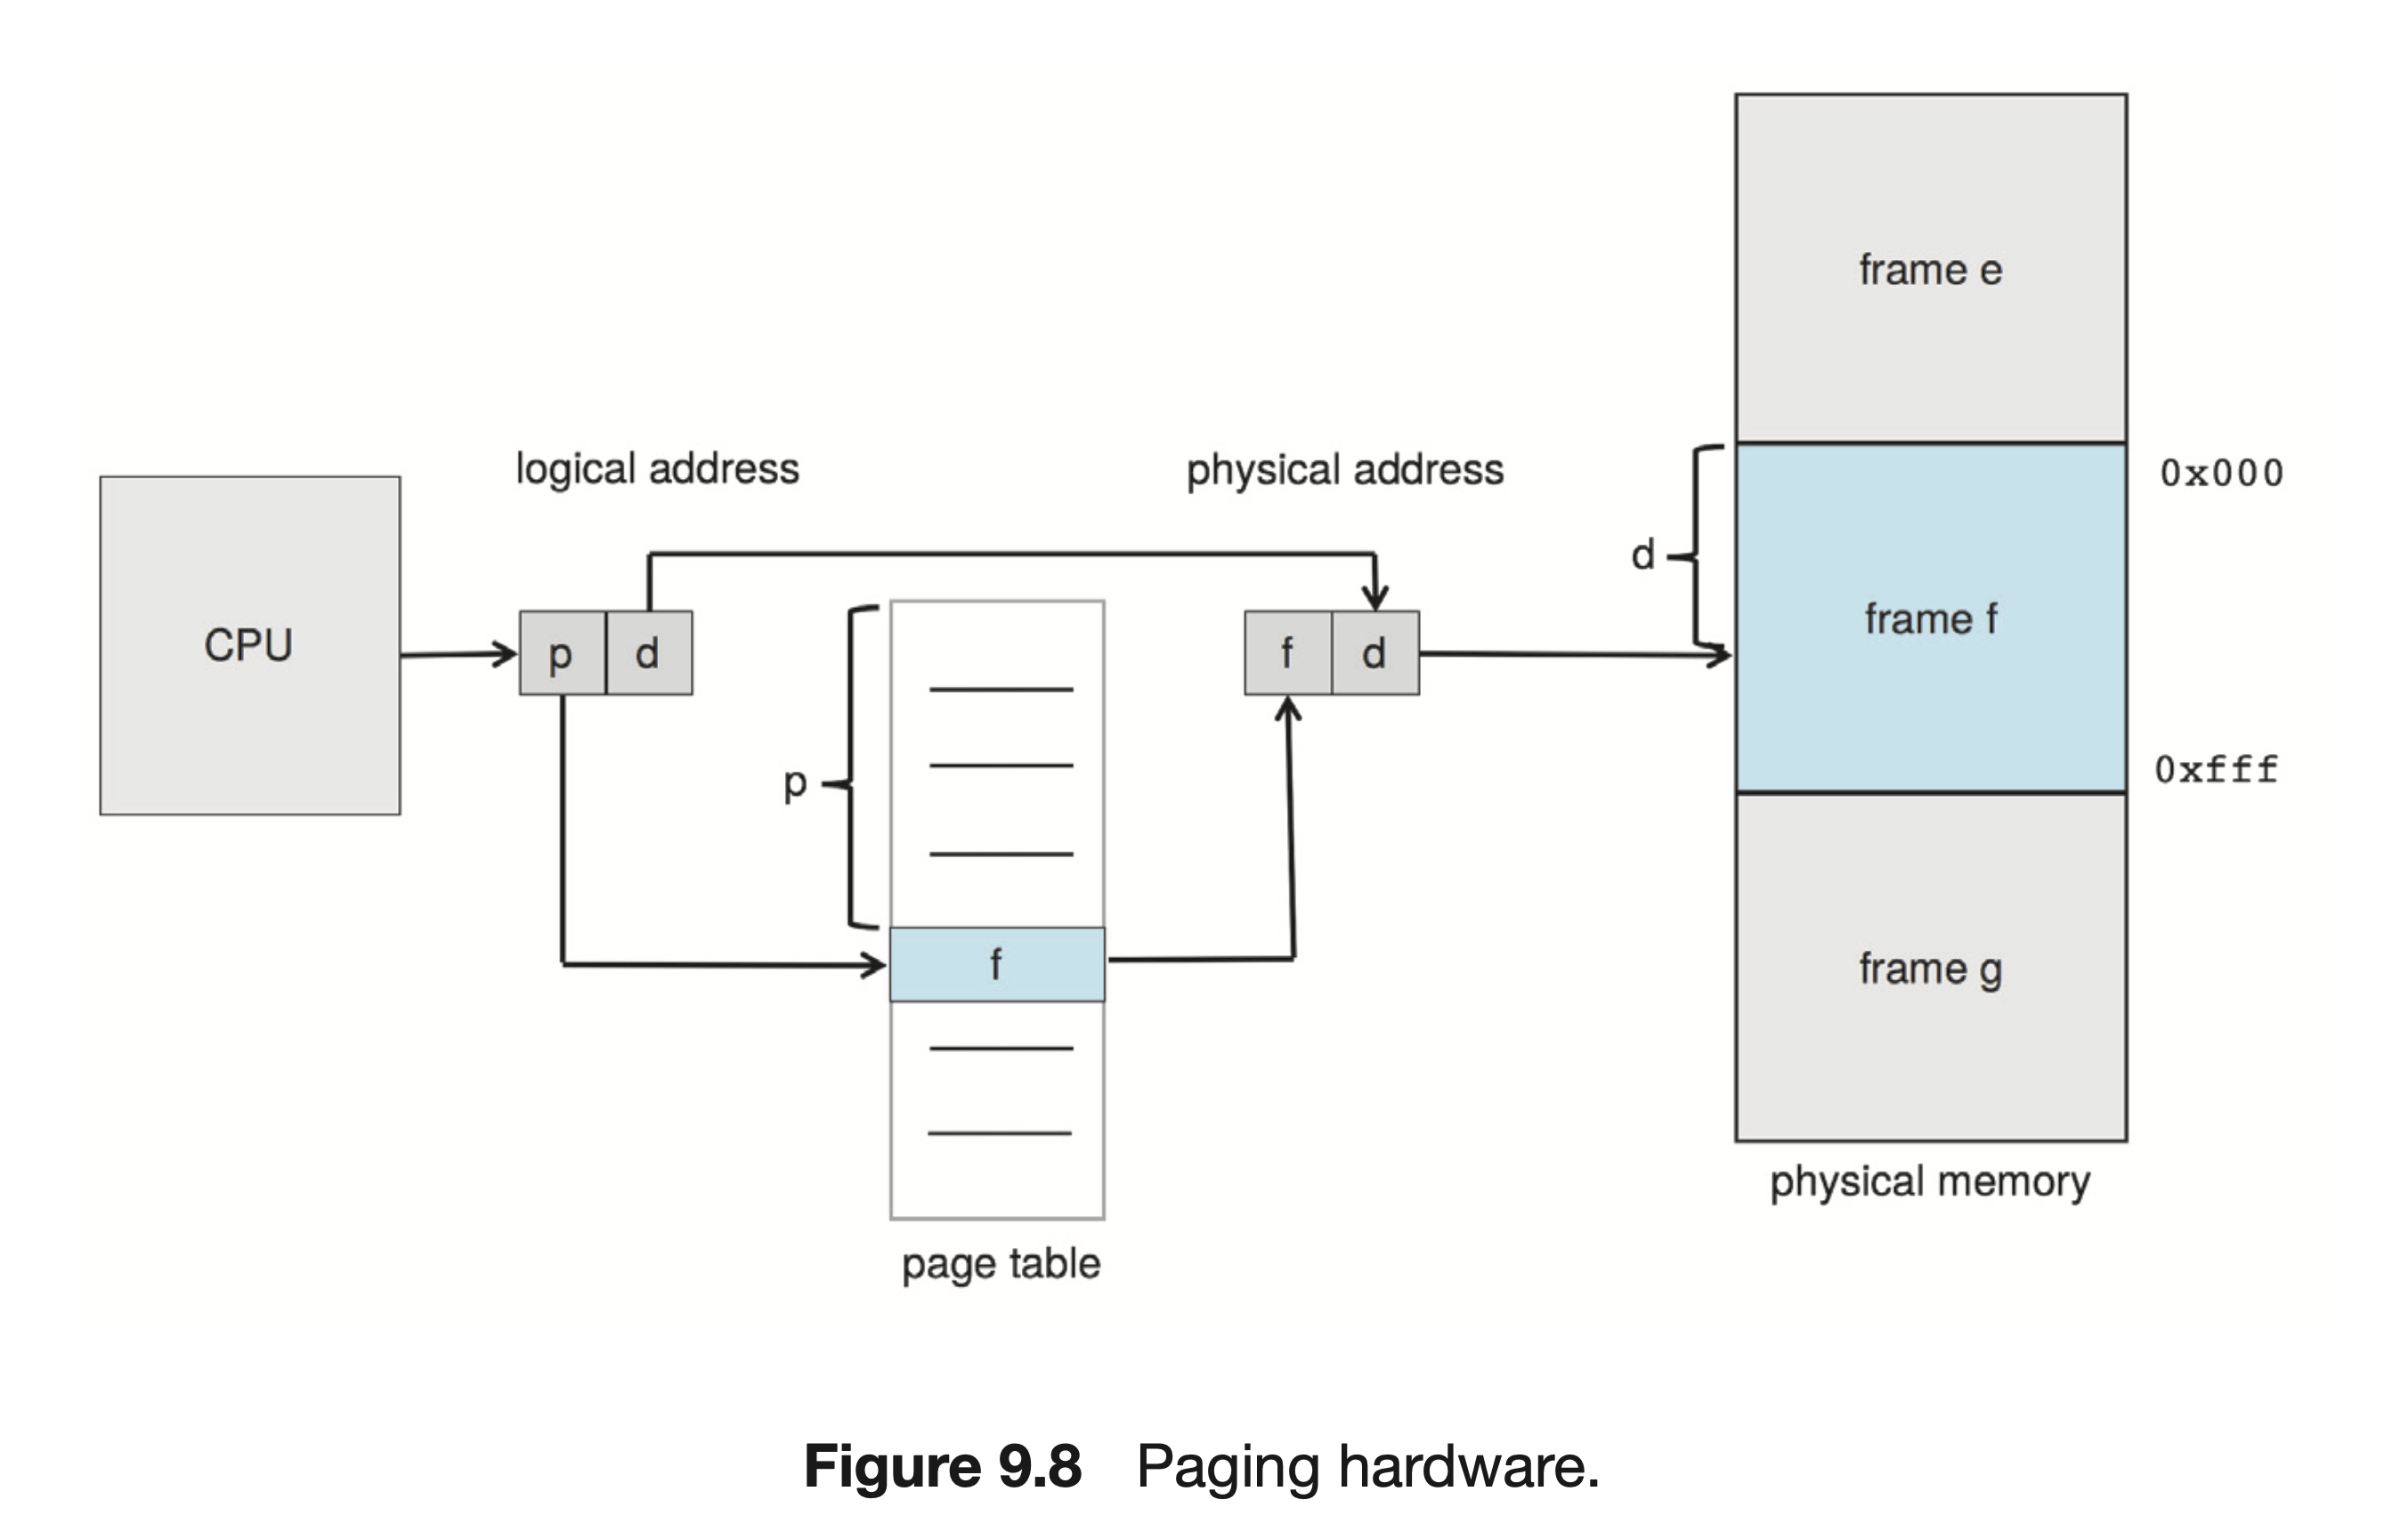 frame e
logical address
physical address
0x000
d
CPU
p d
f d
frame f
p
0xfff
f
frame g
physical memory
page table
Figure 9.8 Paging hardware.